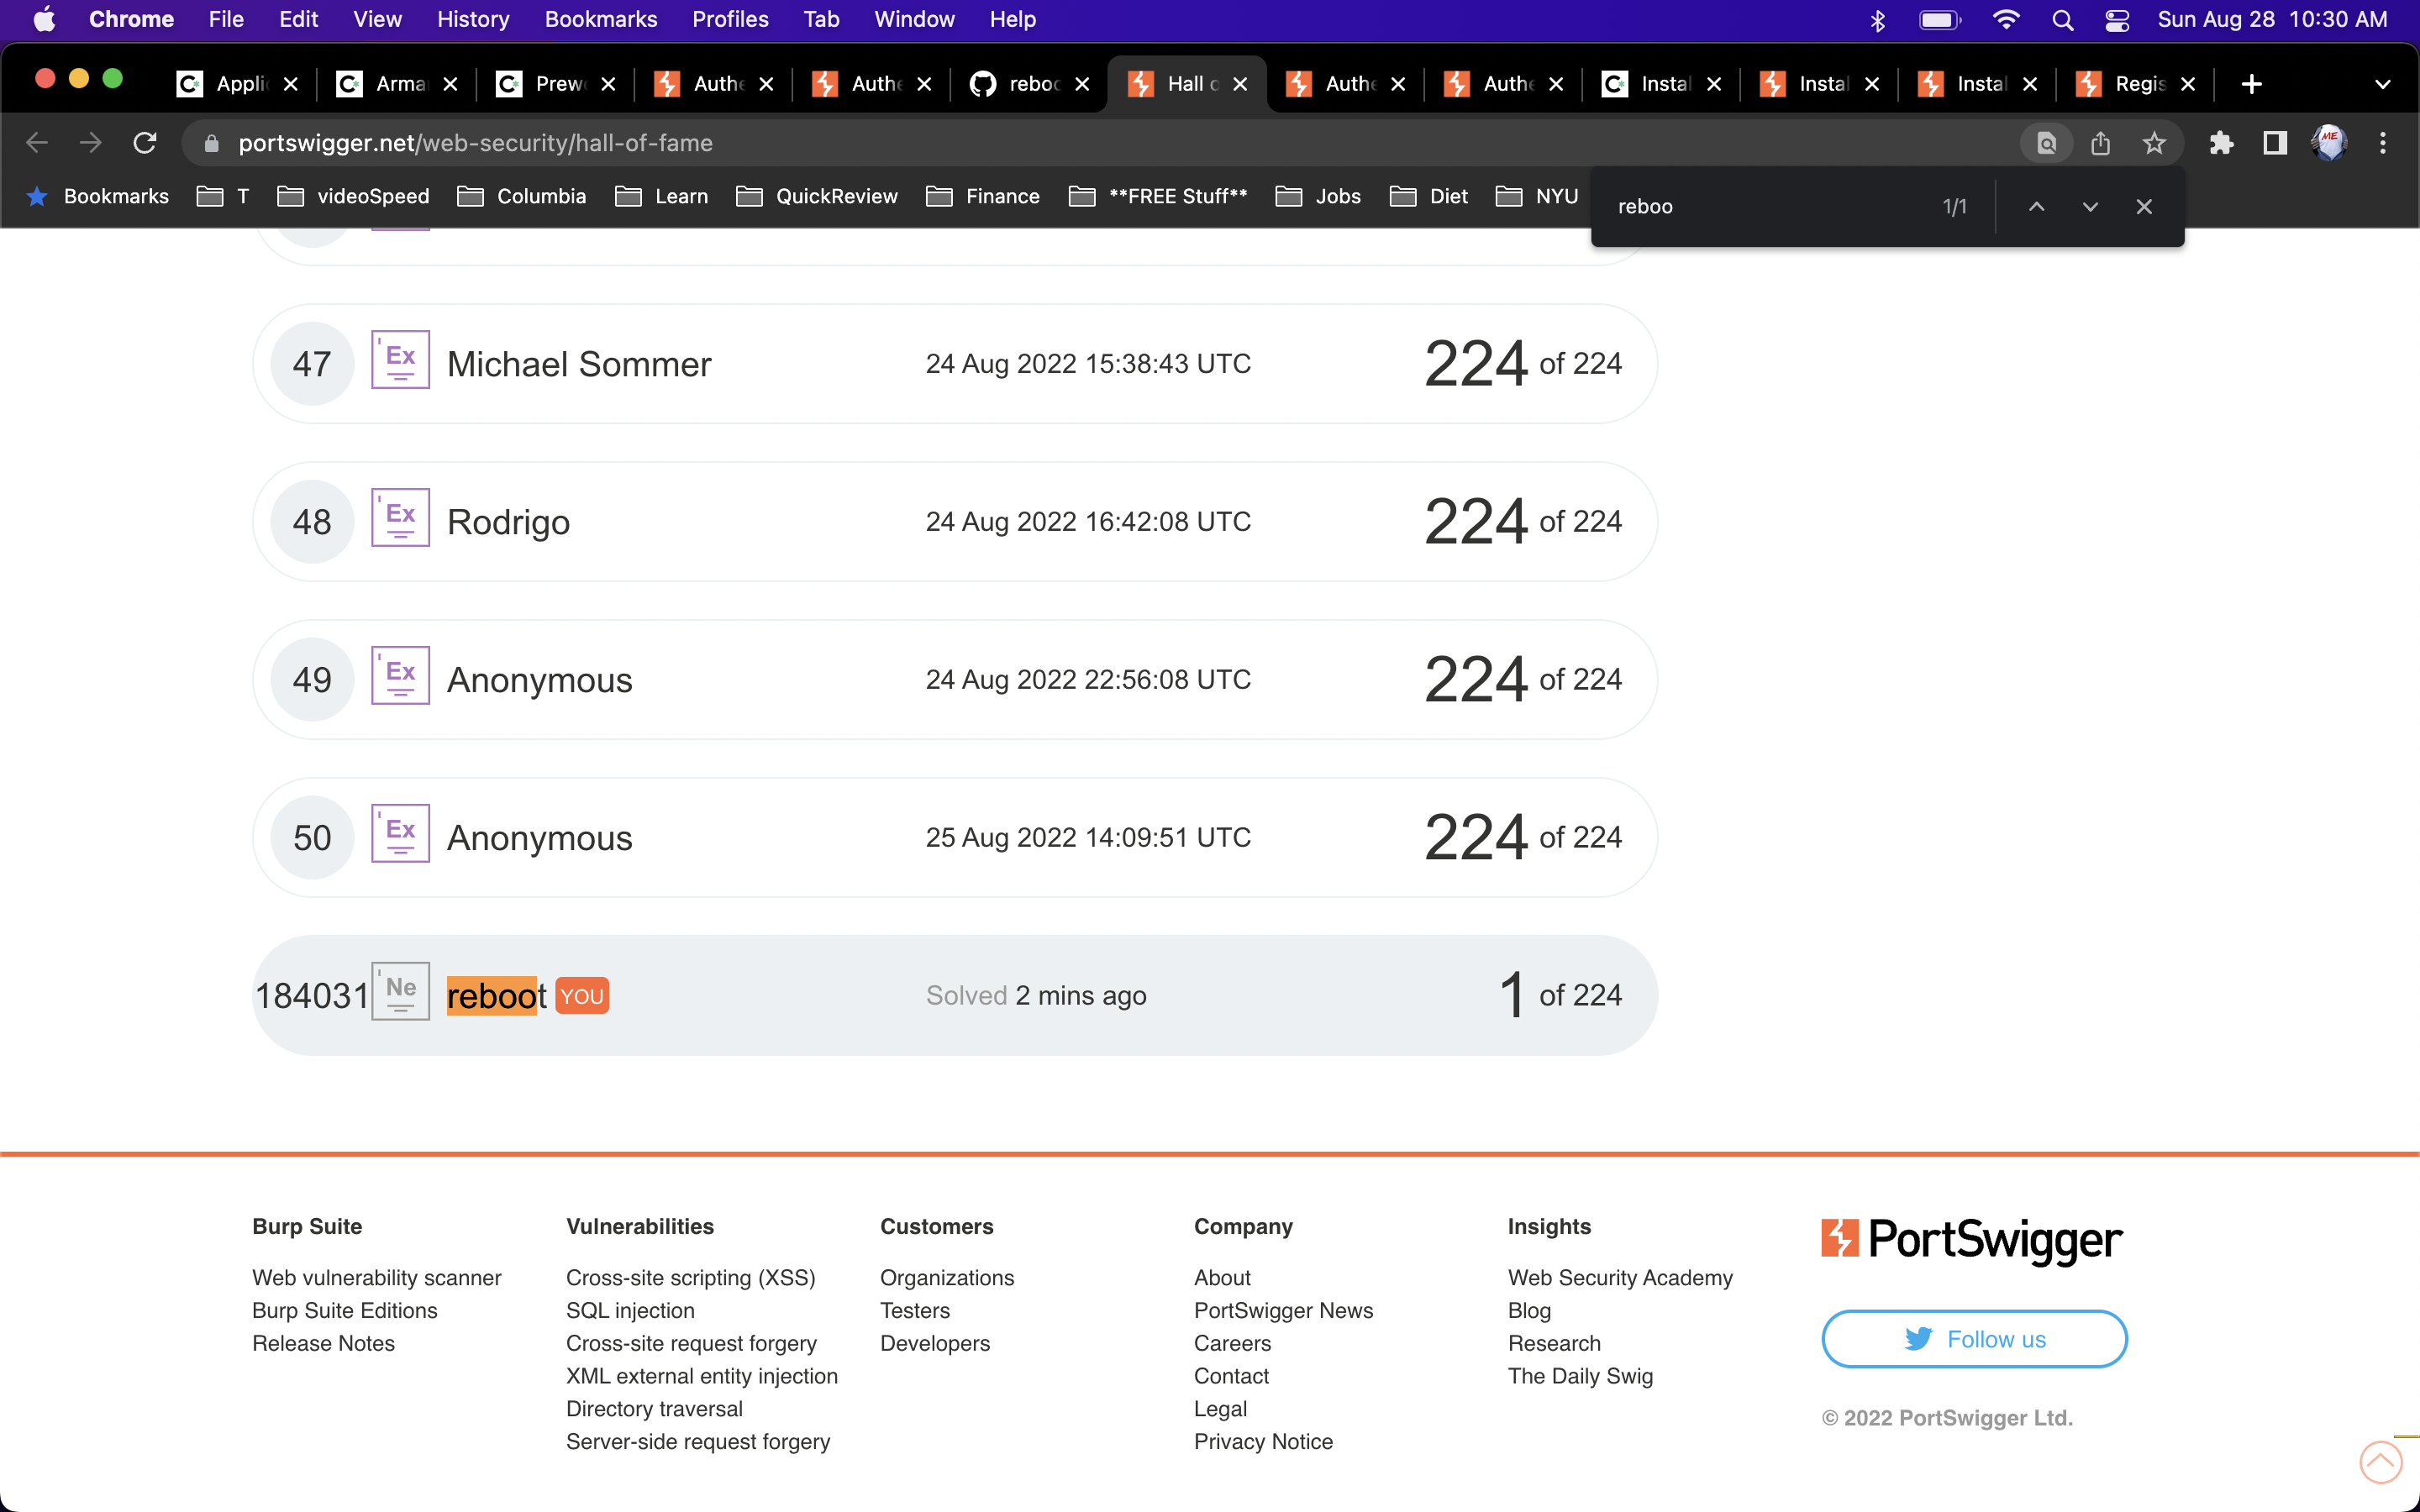 Chrome File Edit View History Bookmarks Profiles Tab Window Help Sun Aug 28 10:30 AM
Appli Arma Prew Auth Auth reboo Hall o Auth Auth Instal Instal Instal Regis
portswigger.net/web-security/hall-of-fame
Bookmarks T videoSpeed Columbia Learn QuickReview Finance **FREE Stuff** Jobs Diet NYU
reboo 1/1
47 Ex Michael Sommer 24 Aug 2022 15:38:43 UTC 224 of 224
48 Ex Rodrigo 24 Aug 2022 16:42:08 UTC 224 of 224
49 Ex Anonymous 24 Aug 2022 22:56:08 UTC 224 of 224
50 Ex Anonymous 25 Aug 2022 14:09:51 UTC 224 of 224
184031 Ne reboot YOU Solved 2 mins ago 1 of 224
Burp Suite
Web vulnerability scanner
Burp Suite Editions
Release Notes
Vulnerabilities
Cross-site scripting (XSS)
SQL injection
Cross-site request forgery
XML external entity injection
Directory traversal
Server-side request forgery
Customers
Organizations
Testers
Developers
Company
About
PortSwigger News
Careers
Contact
Legal
Privacy Notice
Insights
Web Security Academy
Blog
Research
The Daily Swig
PortSwigger
Follow us
© 2022 PortSwigger Ltd.